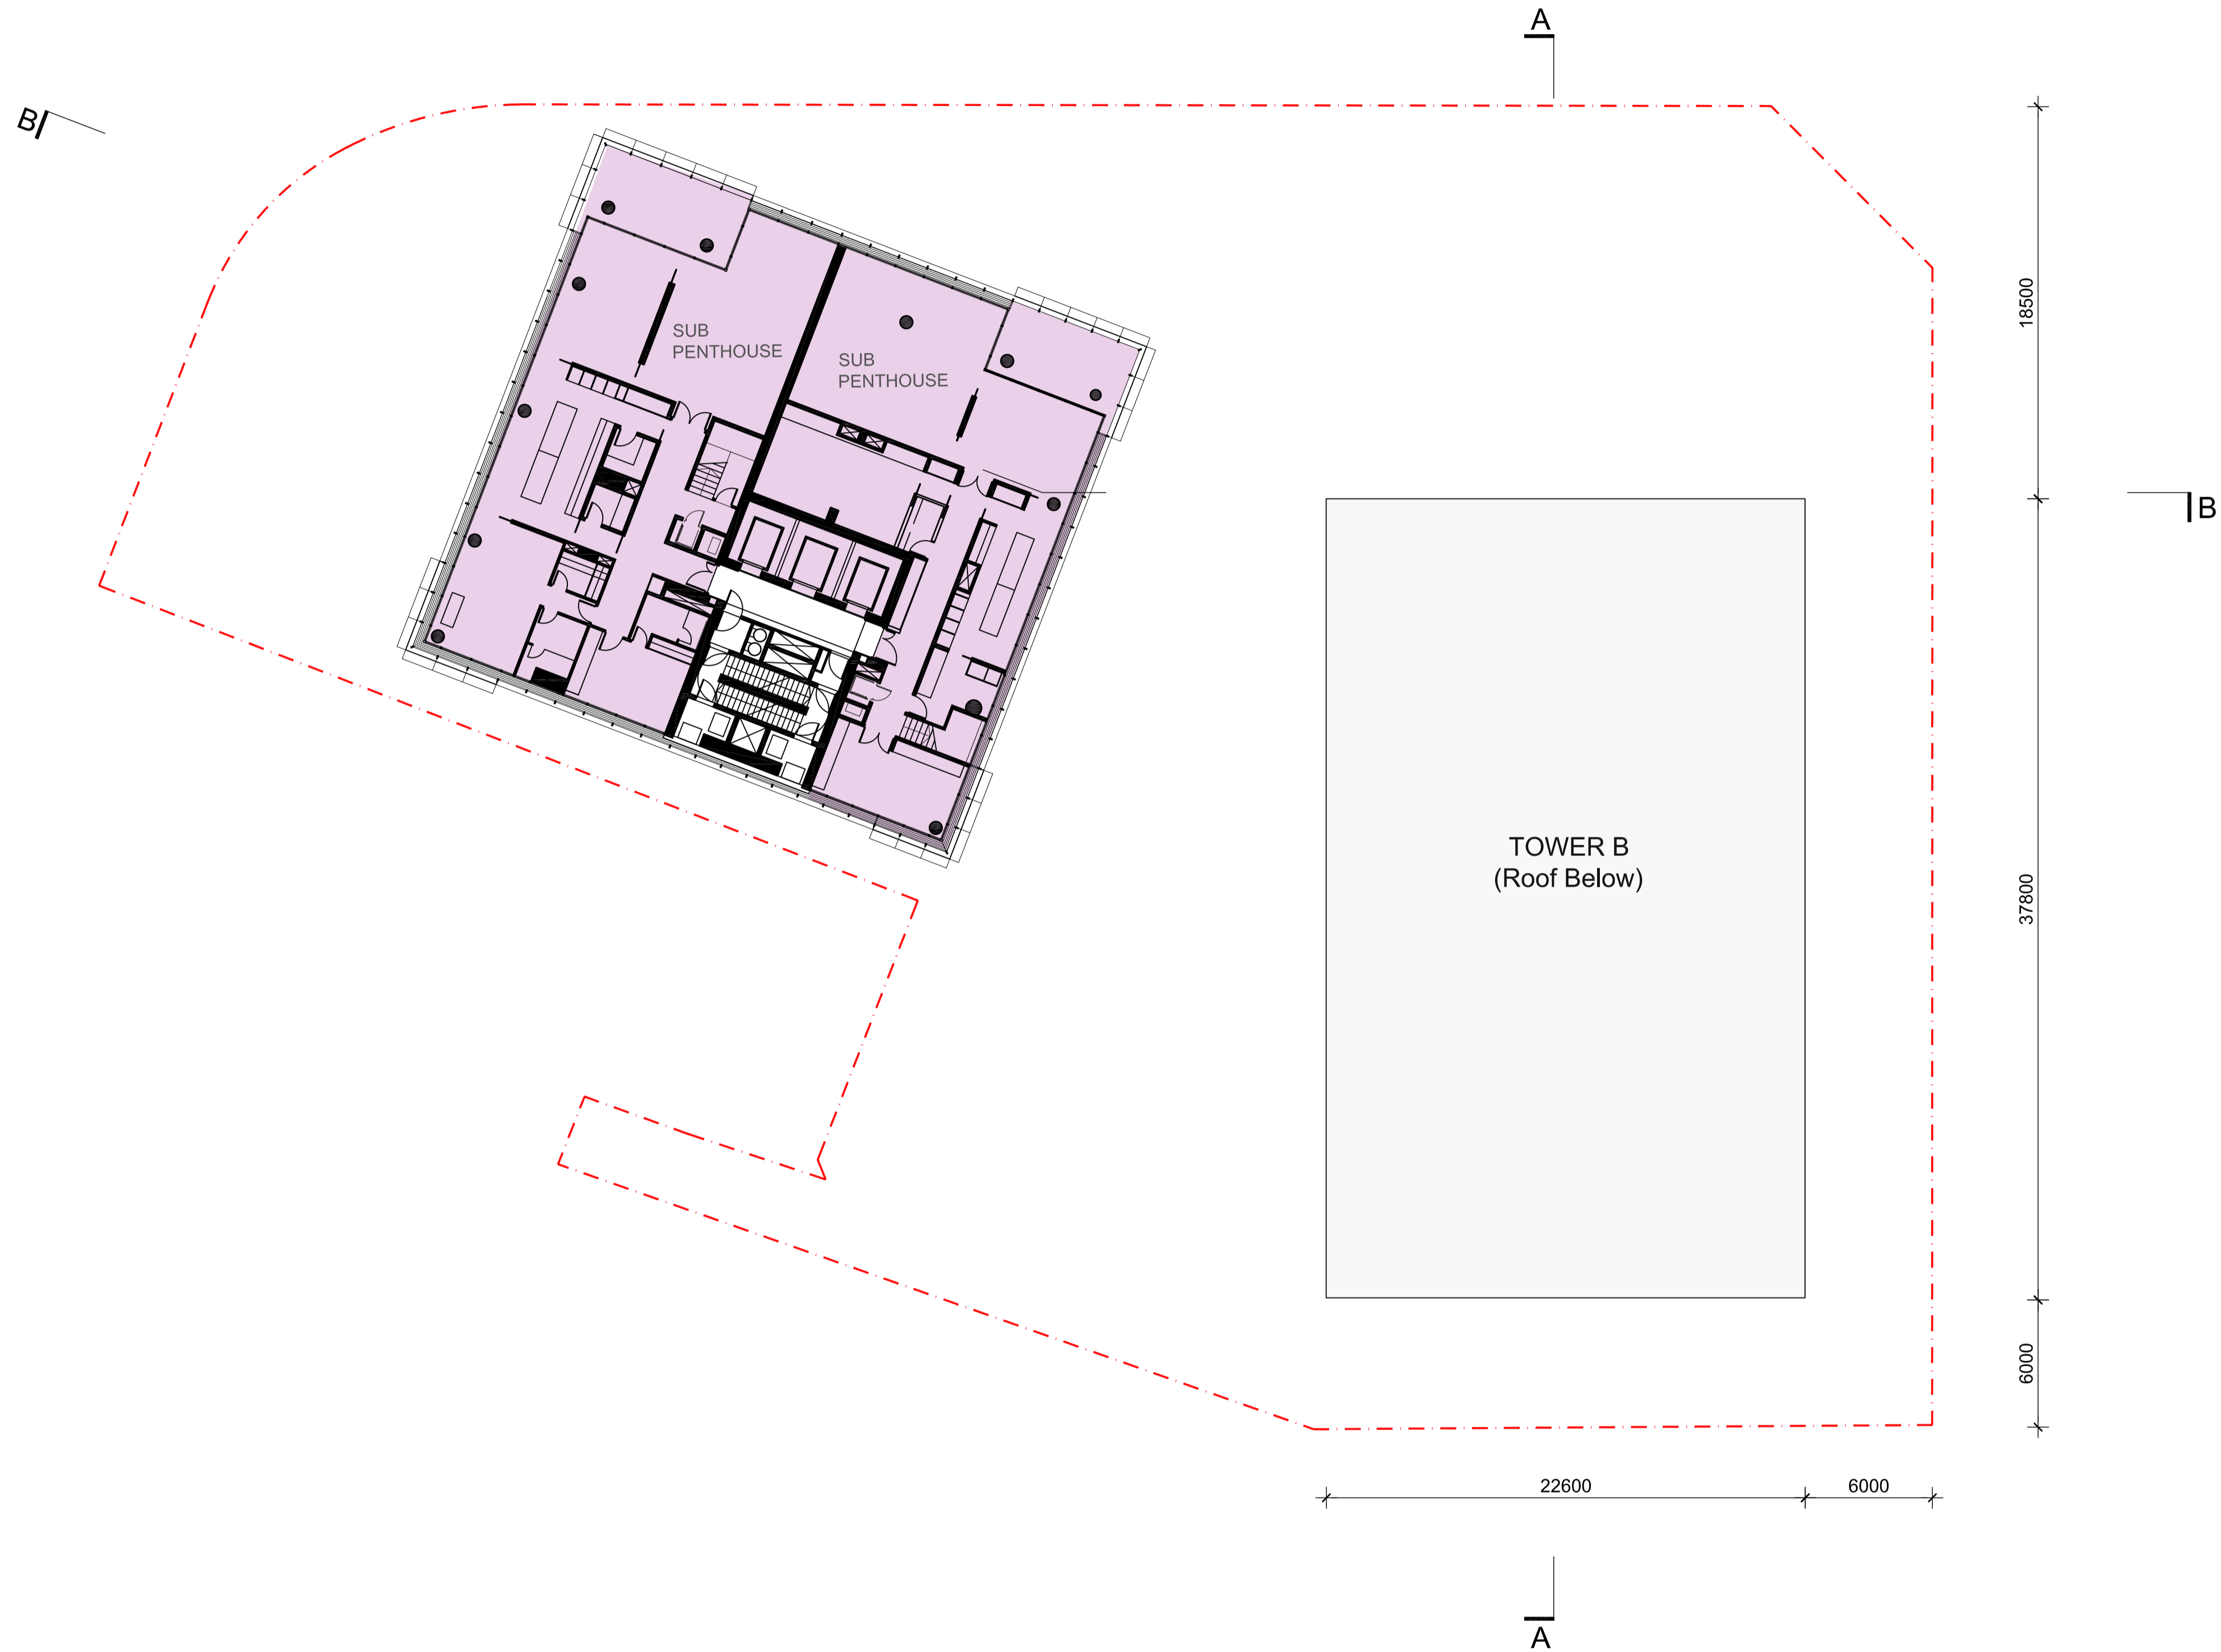 A
B
18500
SUB
PENTHOUSE
SUB
PENTHOUSE
B
TOWER B
(Roof Below)
37800
6000
22600
6000
A